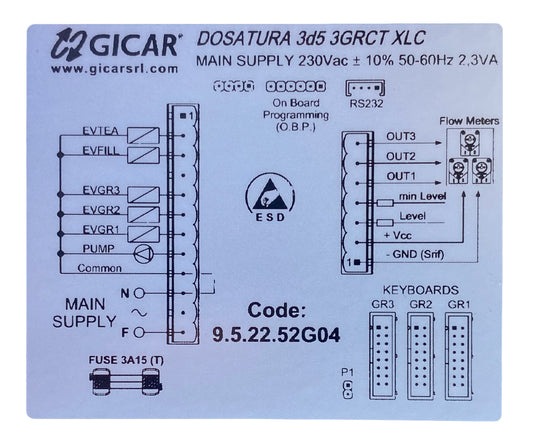 GICAR®
www.gicarsrl.com
DOSATURA 3d5 3GRCT XLC
MAIN SUPPLY 230Vac ± 10% 50-60Hz 2,3VA
On Board
Programming
(O.B.P.)
RS232
Flow Meters
1
EVTEA
EVFILL
EVGR3
EVGR2
EVGR1
PUMP
Common
N
MAIN
SUPPLY
~
F
ESD
OUT3
OUT2
OUT1
min Level
Level
+ Vcc
- GND (Srif)
1
Code:
9.5.22.52G04
KEYBOARDS
GR3 GR2 GR1
FUSE 3A15 (T)
P1